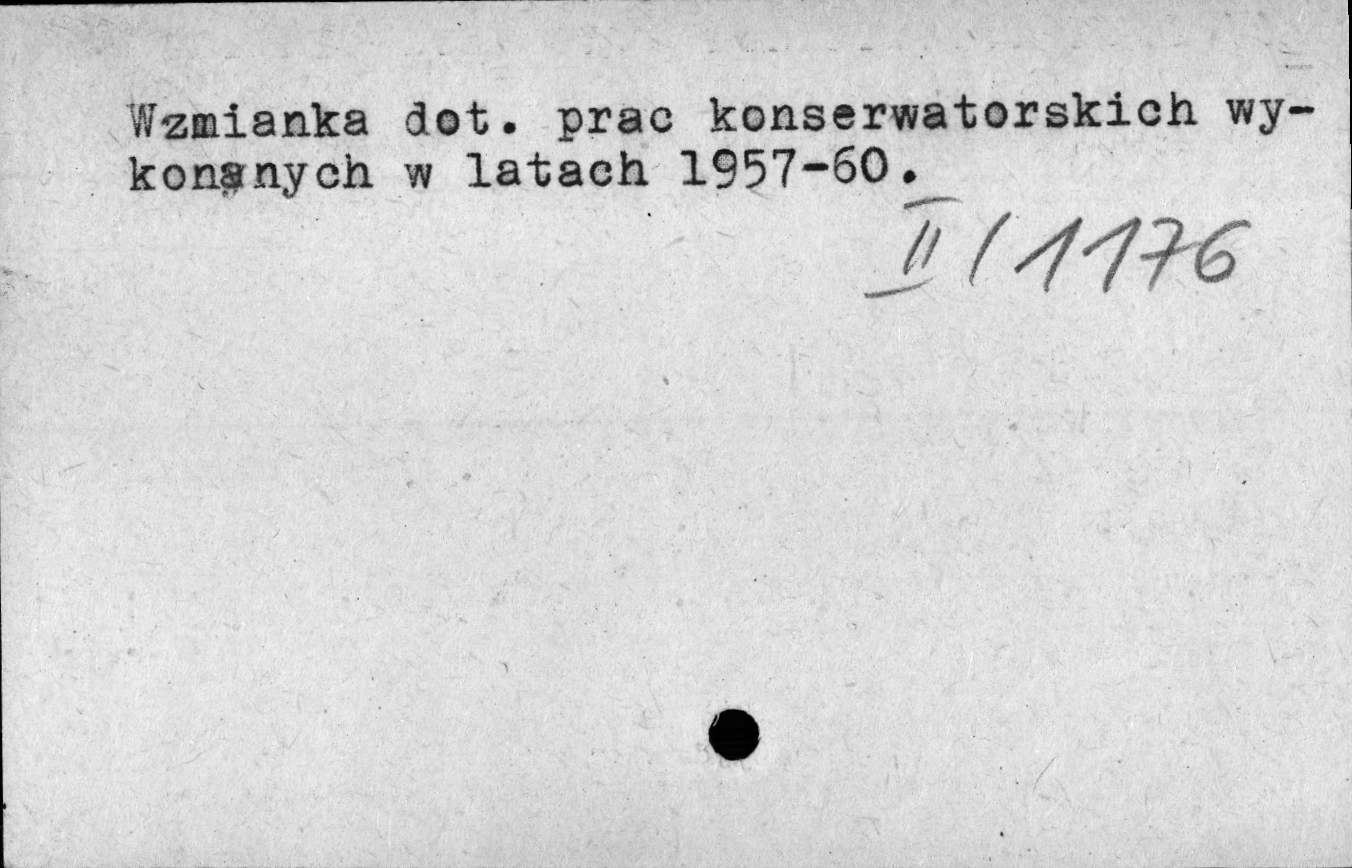 Wzmianka dot. prac konserwatorskich wy-
konanych w latach 1957-60.
II/1176